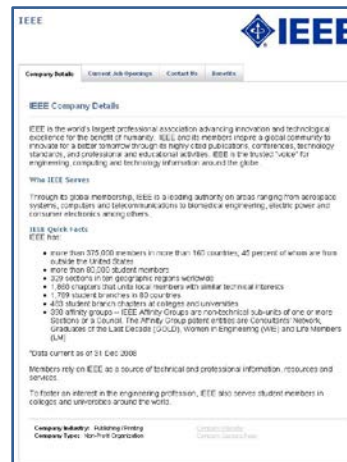 IEEE
IEEE
Company Details
Current Job Openings
Contact Us
Benefits
IEEE Company Details
IEEE is the world's largest professional association advancing innovation and technological
excellence for the benefit of humanity. IEEE and its members inspire a global community to
innovate for a better tomorrow through its highly cited publications, conferences, technology
standards, and professional and educational activities. IEEE is the trusted "voice" for
engineering, computing and technology information around the globe.
Who IEEE Serves
Through its global membership, IEEE is a leading authority on areas ranging from aerospace
systems, computers and telecommunications to biomedical engineering, electric power and
consumer electronics among others.
IEEE Quick Facts
IEEE has:
• more than 375,000 members in more than 160 countries, 45 percent of whom are from
outside the United States
• more than 80,000 student members
• 329 sections in ten geographic regions worldwide
• chapters that unite local members with similar technical interests
• student branches in 80 countries
• student branch chapters at colleges and universities
• affinity groups -- IEEE Affinity Groups are non-technical sub-units of one or more
Sections or a Council. The Affinity Group patent entities are Consultants' Network,
Graduates of the Last Decade (GOLD), Women in Engineering (WIE) and Life Members
(LM)
*Data current as of 31 Dec 2008
Members rely on IEEE as a source of technical and professional information, resources and
services.
To foster an interest in the engineering profession, IEEE also serves student members in
colleges and universities around the world.
Company Industry: Publishing / Printing
Company Type: Non-Profit Organization